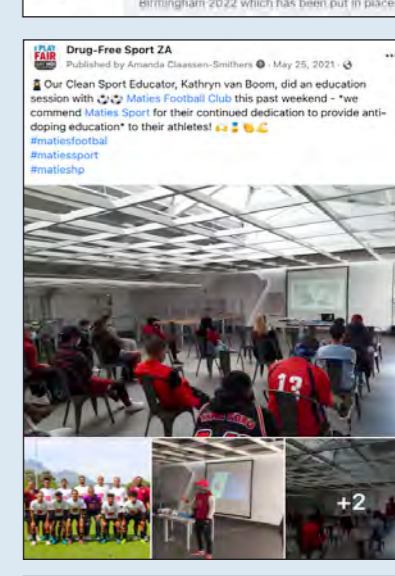 Birmingham 2022 which has been put in place
I PLAY
FAIR
Drug-Free Sport ZA
Published by Amanda Claassen-Smithers · May 25, 2021 ·
Our Clean Sport Educator, Kathryn van Boom, did an education
session with Maties Football Club this past weekend - *we
commend Maties Sport for their continued dedication to provide anti-
doping education* to their athletes!
#matiesfootbal
#matiessport
#matieshp
13
+2